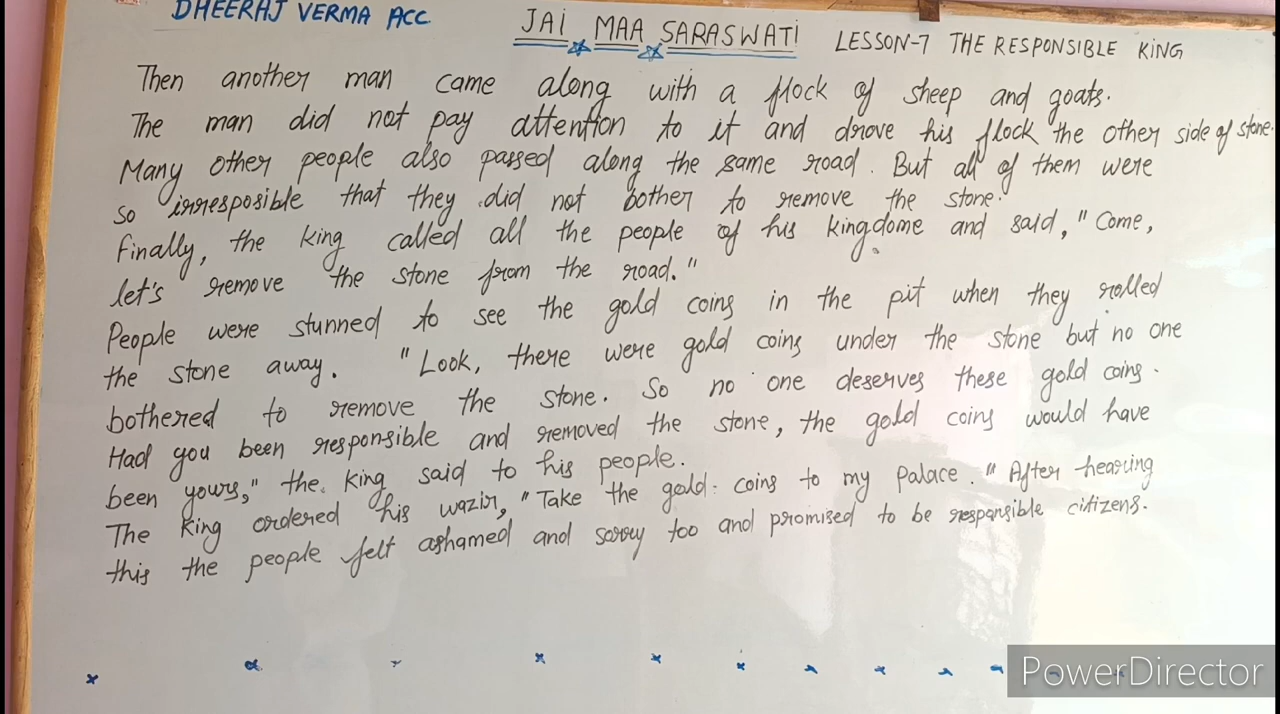 DHEERAJ VERMA ACC
JAI MAA SARASWATI
LESSON-7 THE RESPONSIBLE KING
Then another man came along with a flock of sheep and goats.
The man did not pay attention to it and drove his flock the other side of stone.
Many other people also passed along the same road. But all of them were
so irresposible that they did not bother to remove the stone.
Finally, the king called all the people of his kingdome and said, "Come,
let's remove the stone from the road."
People were stunned to see the gold coins in the pit when they rolled
the stone away. "Look, there were gold coins under the stone but no one
bothered to remove the stone. So no one deserves these gold coins.
Had you been responsible and removed the stone, the gold coins would have
been yours," the king said to his people.
The king ordered his wazir, "Take the gold coins to my palace." After hearing
this the people felt ashamed and sorry too and promised to be responsible citizens.
PowerDirector